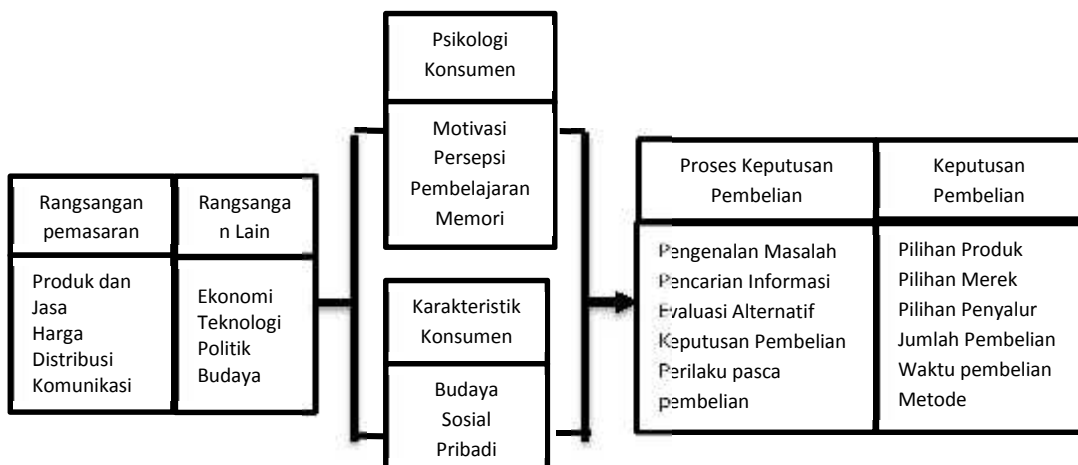 Psikologi
Konsumen
Motivasi
Persepsi
Pembelajaran
Memori
Rangsangan
pemasaran
Rangsanga
n Lain
Produk dan
Jasa
Harga
Distribusi
Komunikasi
Ekonomi
Teknologi
Politik
Budaya
Karakteristik
Konsumen
Budaya
Sosial
Pribadi
Proses Keputusan
Pembelian
Keputusan
Pembelian
Pengenalan Masalah
Pencarian Informasi
Evaluasi Alternatif
Keputusan Pembelian
Perilaku pasca
pembelian
Pilihan Produk
Pilihan Merek
Pilihan Penyalur
Jumlah Pembelian
Waktu pembelian
Metode